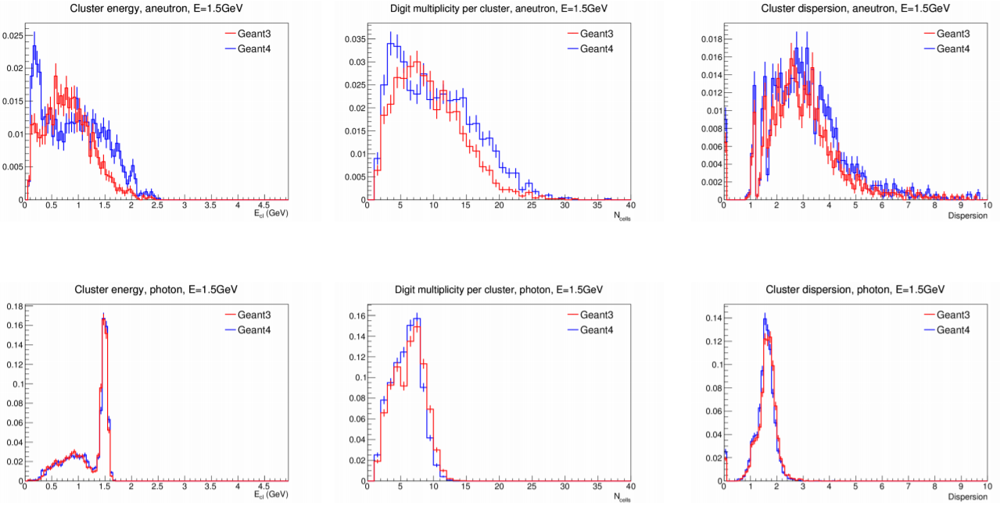 Cluster energy, aneutron, E=1.5GeV
Geant3
Geant4
0.025
0.02
0.015
0.01
0.005
0
0 0.5 1 1.5 2 2.5 3 3.5 4 4.5
E_cl (GeV)
Digit multiplicity per cluster, aneutron, E=1.5GeV
Geant3
Geant4
0.035
0.03
0.025
0.02
0.015
0.01
0.005
0
0 5 10 15 20 25 30 35 40
N_cells
Cluster dispersion, aneutron, E=1.5GeV
Geant3
Geant4
0.018
0.016
0.014
0.012
0.01
0.008
0.006
0.004
0.002
0
0 1 2 3 4 5 6 7 8 9 10
Dispersion
Cluster energy, photon, E=1.5GeV
Geant3
Geant4
0.18
0.16
0.14
0.12
0.1
0.08
0.06
0.04
0.02
0
0 0.5 1 1.5 2 2.5 3 3.5 4 4.5
E_cl (GeV)
Digit multiplicity per cluster, photon, E=1.5GeV
Geant3
Geant4
0.16
0.14
0.12
0.1
0.08
0.06
0.04
0.02
0
0 5 10 15 20 25 30 35 40
N_cells
Cluster dispersion, photon, E=1.5GeV
Geant3
Geant4
0.14
0.12
0.1
0.08
0.06
0.04
0.02
0
0 1 2 3 4 5 6 7 8 9 10
Dispersion